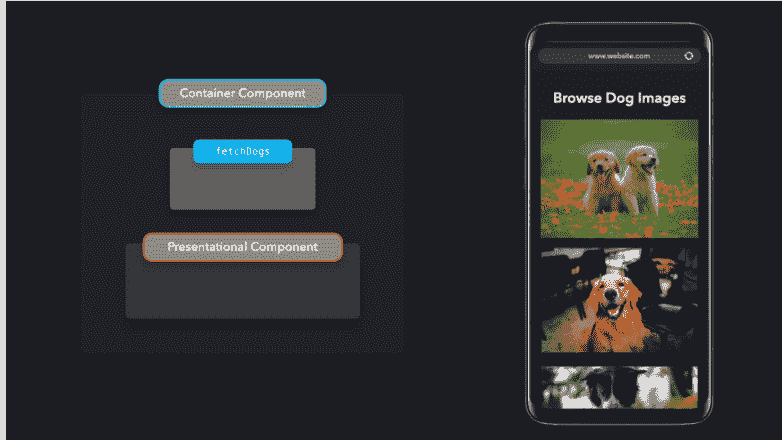 Container Component
fetchDogs
Presentational Component
www.website.com
Browse Dog Images